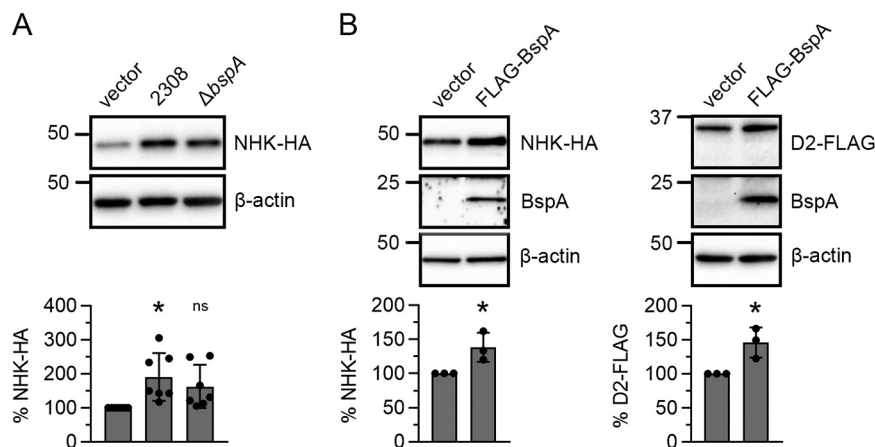 A
vector
2308
ΔbspA
50
NHK-HA
50
β-actin
% NHK-HA
400
300
200
100
0
*
ns
B
vector
FLAG-BspA
50
NHK-HA
25
BspA
50
β-actin
% NHK-HA
200
150
100
50
0
*
vector
FLAG-BspA
37
D2-FLAG
25
BspA
50
β-actin
% D2-FLAG
200
150
100
50
0
*